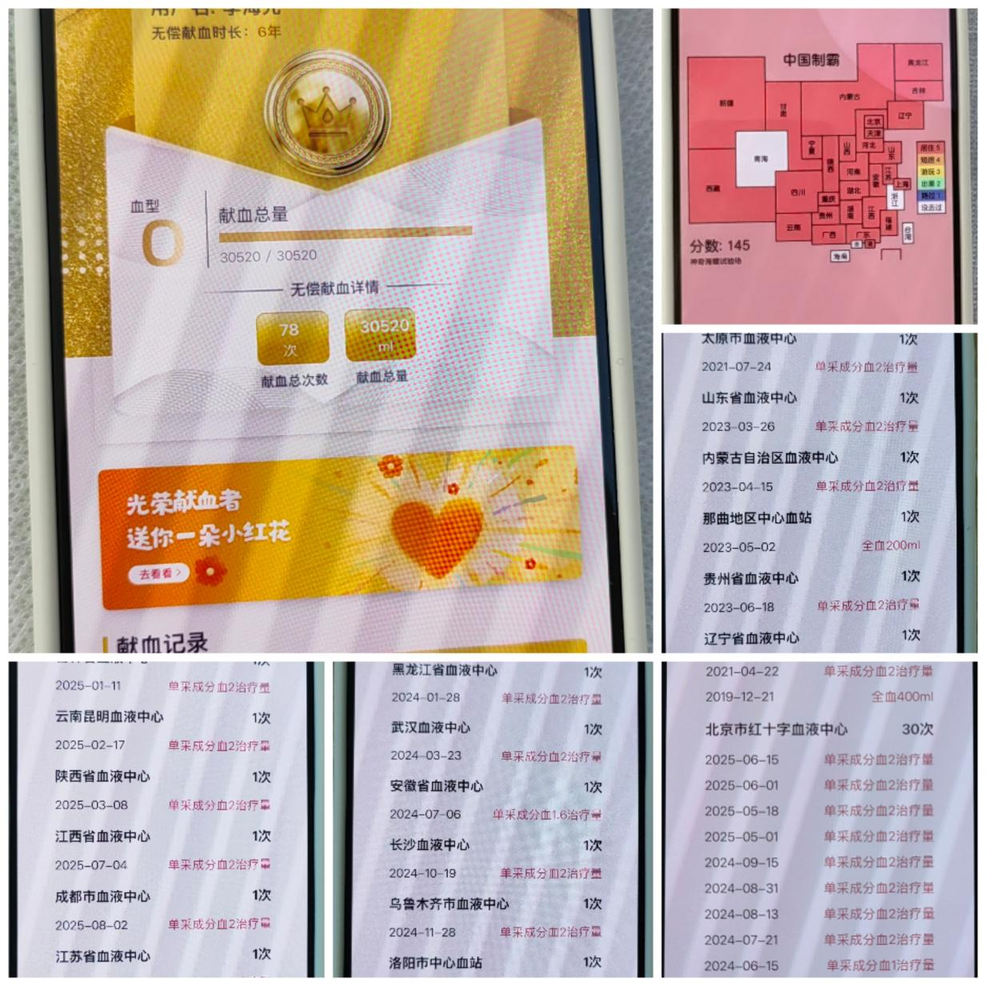 无偿献血时长：6年
血型
O
献血总量
30520 / 30520
无偿献血详情
78
次
30520
ml
献血总次数
献血总量
光荣献血者
送你一朵小红花
去看看 >
献血记录
中国制霸
黑龙江
吉林
辽宁
新疆
甘肃
内蒙古
北京
天津
河北
山东
山西
宁夏
陕西
青海
河南
西藏
四川
重庆
湖北
安徽
江苏
上海
浙江
云南
贵州
湖南
江西
福建
广西
广东
台湾
海南
居住 5
短居 4
游玩 3
出差 2
路过 1
没去过
分数: 145
神奇海螺试验场
太原市血液中心 1次
2021-07-24 单采成分血2治疗量
山东省血液中心 1次
2023-03-26 单采成分血2治疗量
内蒙古自治区血液中心 1次
2023-04-15 单采成分血2治疗量
那曲地区中心血站 1次
2023-05-02 全血200ml
贵州省血液中心 1次
2023-06-18 单采成分血2治疗量
辽宁省血液中心 1次
2025-01-11 单采成分血2治疗量
云南昆明血液中心 1次
2025-02-17 单采成分血2治疗量
陕西省血液中心 1次
2025-03-08 单采成分血2治疗量
江西省血液中心 1次
2025-07-04 单采成分血2治疗量
成都市血液中心 1次
2025-08-02 单采成分血2治疗量
江苏省血液中心 1次
黑龙江省血液中心 1次
2024-01-28 单采成分血2治疗量
武汉血液中心 1次
2024-03-23 单采成分血2治疗量
安徽省血液中心 1次
2024-07-06 单采成分血1.6治疗量
长沙血液中心 1次
2024-10-19 单采成分血2治疗量
乌鲁木齐市血液中心 1次
2024-11-28 单采成分血2治疗量
洛阳市中心血站 1次
2021-04-22 单采成分血2治疗量
2019-12-21 全血400ml
北京市红十字血液中心 30次
2025-06-15 单采成分血2治疗量
2025-06-01 单采成分血2治疗量
2025-05-18 单采成分血2治疗量
2025-05-01 单采成分血2治疗量
2024-09-15 单采成分血2治疗量
2024-08-31 单采成分血2治疗量
2024-08-13 单采成分血2治疗量
2024-07-21 单采成分血2治疗量
2024-06-15 单采成分血1治疗量